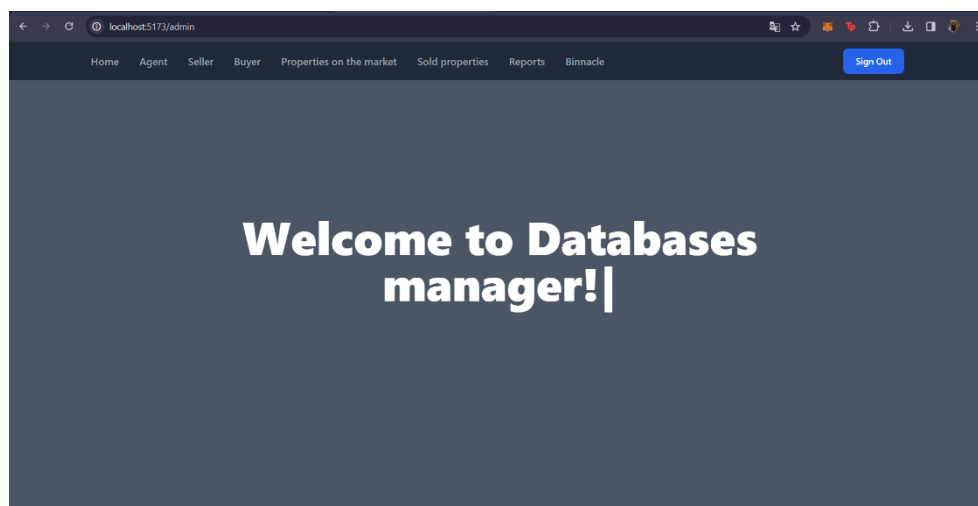 localhost:5173/admin
Home Agent Seller Buyer Properties on the market Sold properties Reports Binnacle Sign Out
Welcome to Databases
manager!|